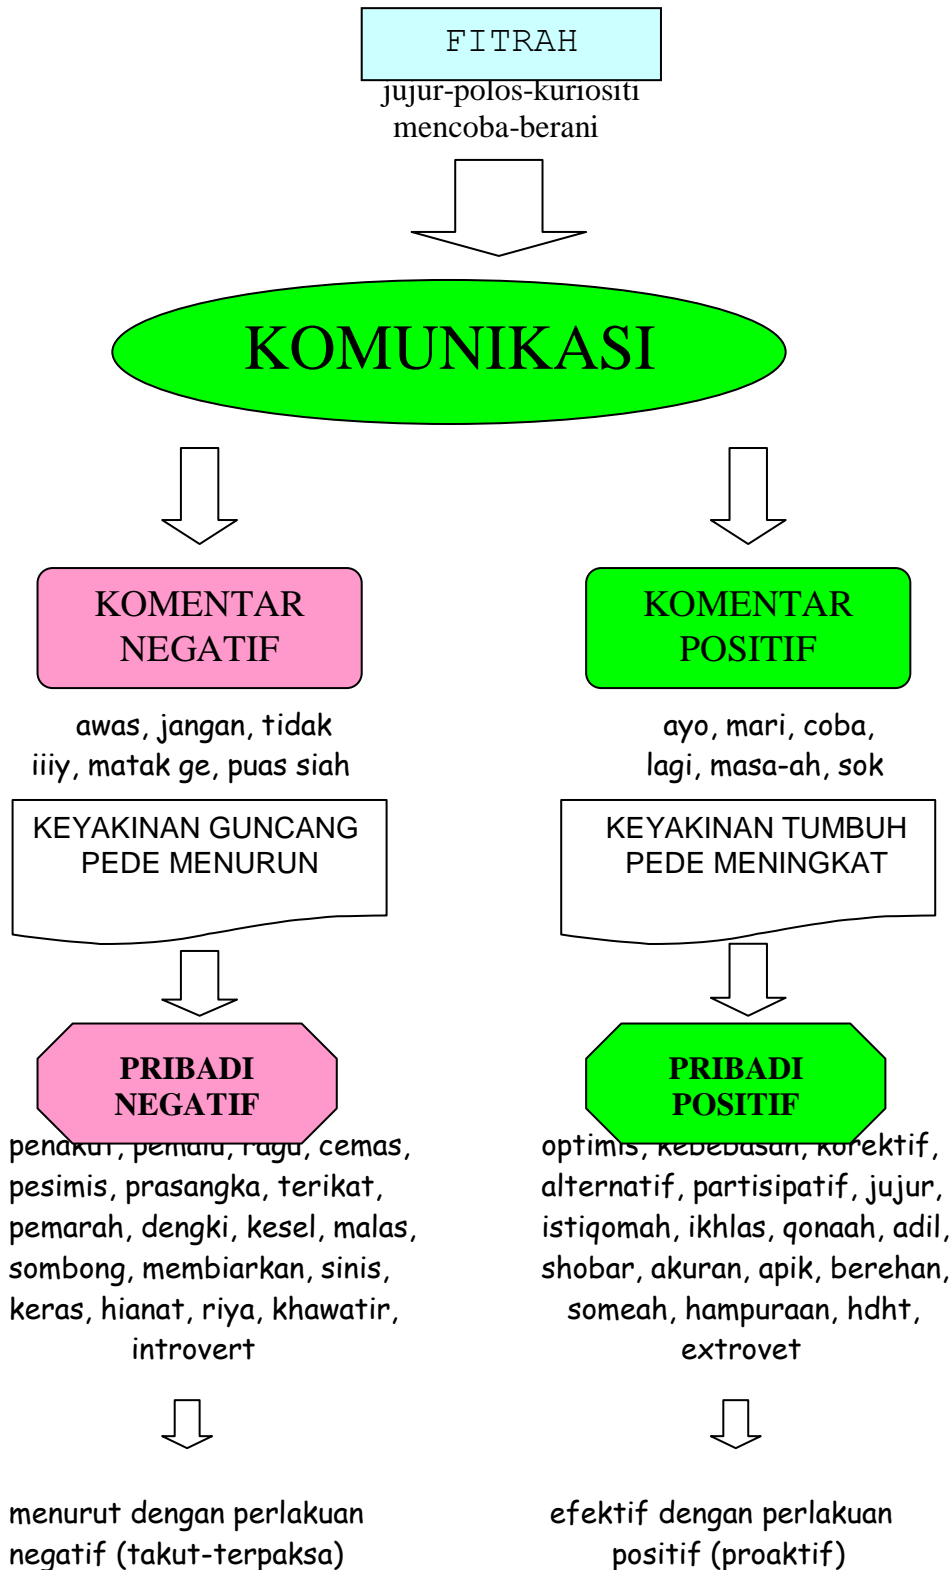 FITRAH
jujur-polos-kuriositi
mencoba-berani
KOMUNIKASI
KOMENTAR
NEGATIF
awas, jangan, tidak
iiiy, matak ge, puas siah
KEYAKINAN GUNCANG
PEDE MENURUN
PRIBADI
NEGATIF
penakut, pemalu, ragu, cemas,
pesimis, prasangka, terikat,
pemarah, dengki, kesel, malas,
sombong, membiarkan, sinis,
keras, hianat, riya, khawatir,
introvert
menurut dengan perlakuan
negatif (takut-terpaksa)
KOMENTAR
POSITIF
ayo, mari, coba,
lagi, masa-ah, sok
KEYAKINAN TUMBUH
PEDE MENINGKAT
PRIBADI
POSITIF
optimis, kebebasan, korektif,
alternatif, partisipatif, jujur,
istiqomah, ikhlas, qonaah, adil,
shobar, akuran, apik, berehan,
someah, hampuraan, hdht,
extrovet
efektif dengan perlakuan
positif (proaktif)